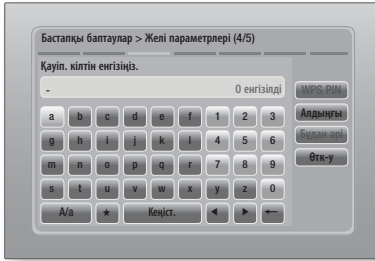 Бастапқы баптаулар > Желі параметрлері (4/5)
Қауіп. кілтін енгізіңіз.
- 0 енгізілді WPS PIN
a b c d e f 1 2 3 Алдыңғы
g h i j k l 4 5 6 Бұдан әрі
m n o p q r 7 8 9 Өтк-у
s t u v w x y z 0
A/a ★ Кеңіст. ◄ ► ←